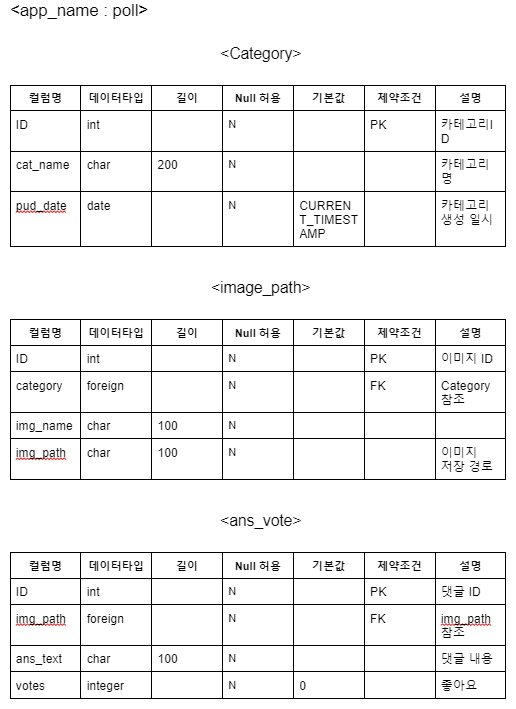 <app_name : poll>
<Category>
컬럼명 데이터타입 길이 Null 허용 기본값 제약조건 설명
ID int N PK 카테고리I
D
cat_name char 200 N 카테고리
명
pud_date date N CURREN 카테고리
T_TIMEST 생성 일시
AMP
<image_path>
컬럼명 데이터타입 길이 Null 허용 기본값 제약조건 설명
ID int N PK 이미지 ID
category foreign N FK Category
참조
img_name char 100 N
img_path char 100 N 이미지
저장 경로
<ans_vote>
컬럼명 데이터타입 길이 Null 허용 기본값 제약조건 설명
ID int N PK 댓글 ID
img_path foreign N FK img_path
참조
ans_text char 100 N 댓글 내용
votes integer N 0 좋아요